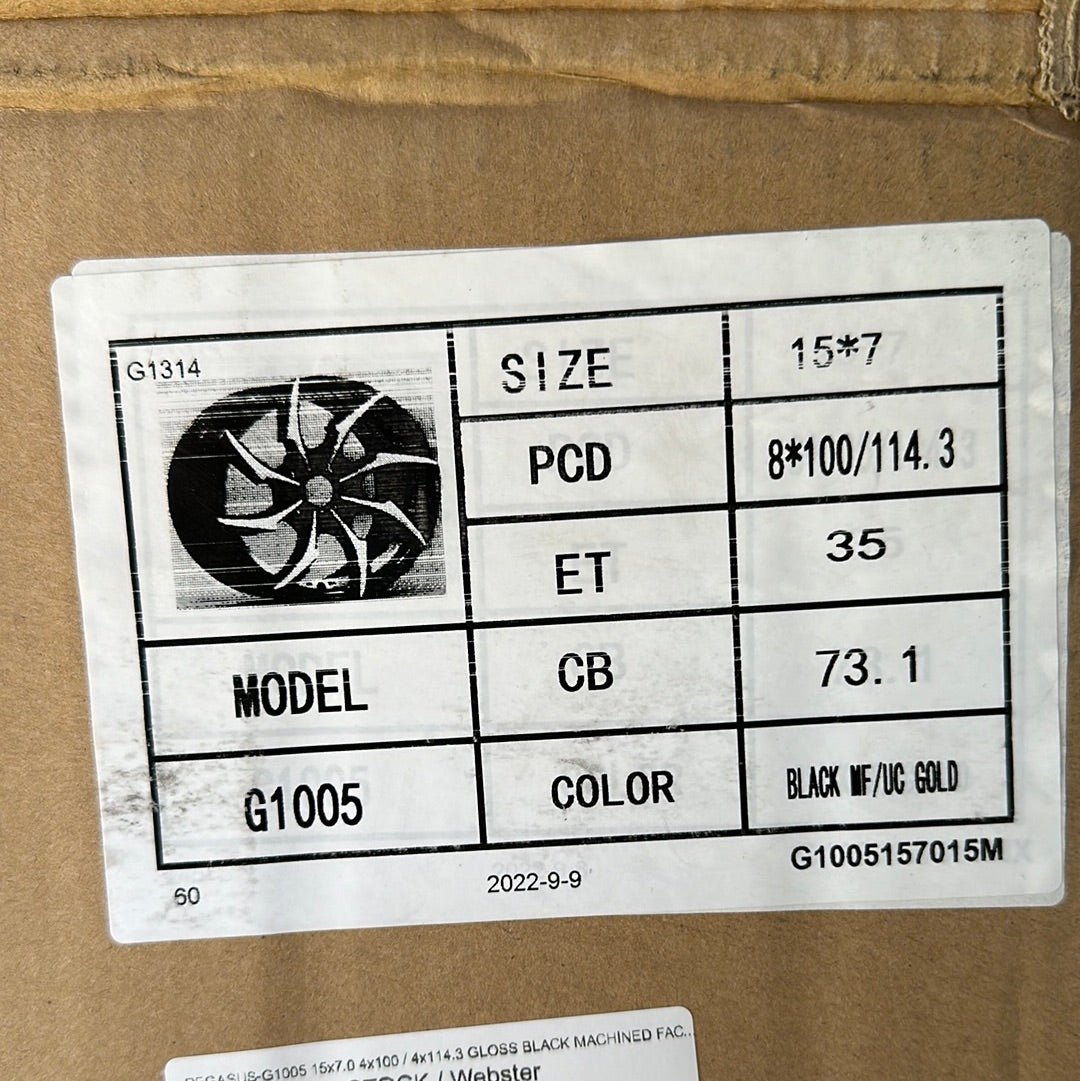 G1314
SIZE 15*7
PCD 8*100/114.3
ET 35
MODEL CB 73.1
G1005 COLOR BLACK MF/UC GOLD
G1005157015M
60 2022-9-9
PEGASUS-G1005 15x7.0 4x100 / 4x114.3 GLOSS BLACK MACHINED FAC...
/ Webster